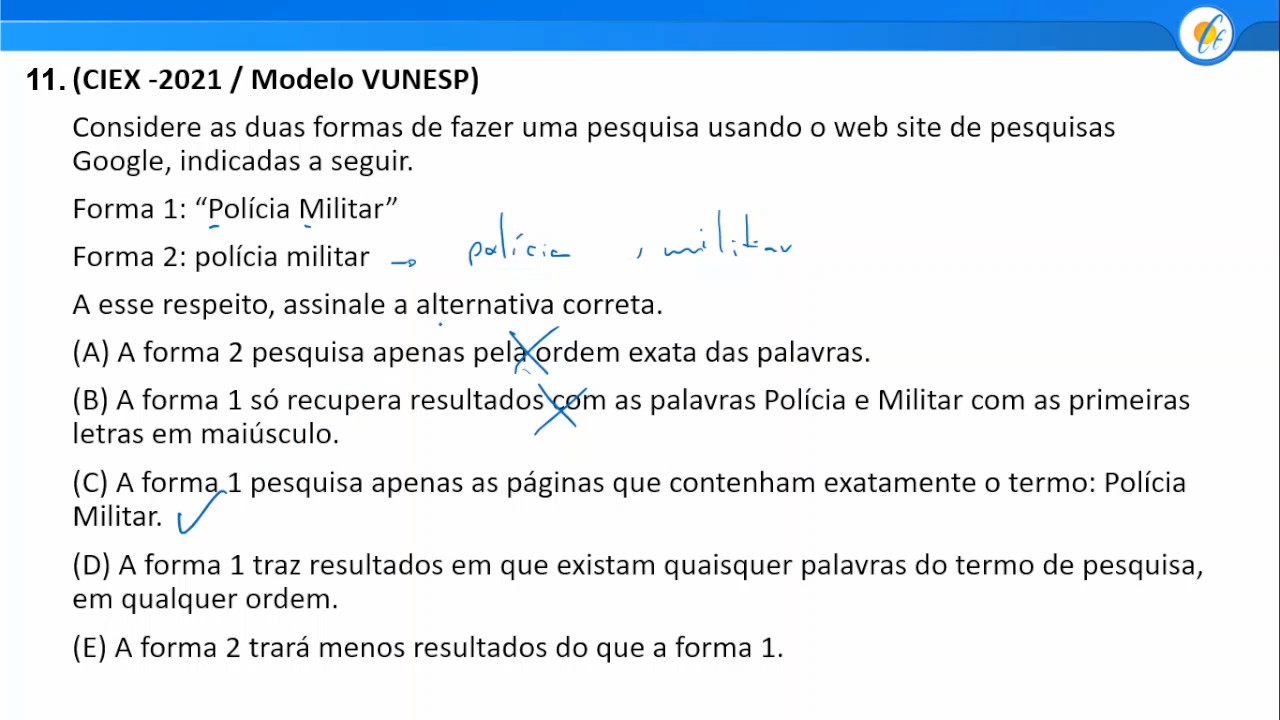 11. (CIEX -2021 / Modelo VUNESP)
Considere as duas formas de fazer uma pesquisa usando o web site de pesquisas
Google, indicadas a seguir.
Forma 1: “Polícia Militar”
Forma 2: polícia militar → polícia , militar
A esse respeito, assinale a alternativa correta.
(A) A forma 2 pesquisa apenas pela ordem exata das palavras.
(B) A forma 1 só recupera resultados com as palavras Polícia e Militar com as primeiras
letras em maiúsculo.
(C) A forma 1 pesquisa apenas as páginas que contenham exatamente o termo: Polícia
Militar.
(D) A forma 1 traz resultados em que existam quaisquer palavras do termo de pesquisa,
em qualquer ordem.
(E) A forma 2 trará menos resultados do que a forma 1.